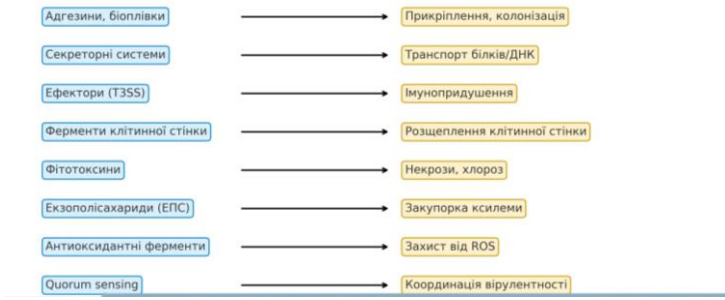 Адгезини, біоплівки Прикріплення, колонізація
Секреторні системи Транспорт білків/ДНК
Ефектори (T3SS) Імунопридушення
Ферменти клітинної стінки Розщеплення клітинної стінки
Фітотоксини Некрози, хлороз
Екзополісахариди (ЕПС) Закупорка ксилеми
Антиоксидантні ферменти Захист від ROS
Quorum sensing Координація вірулентності